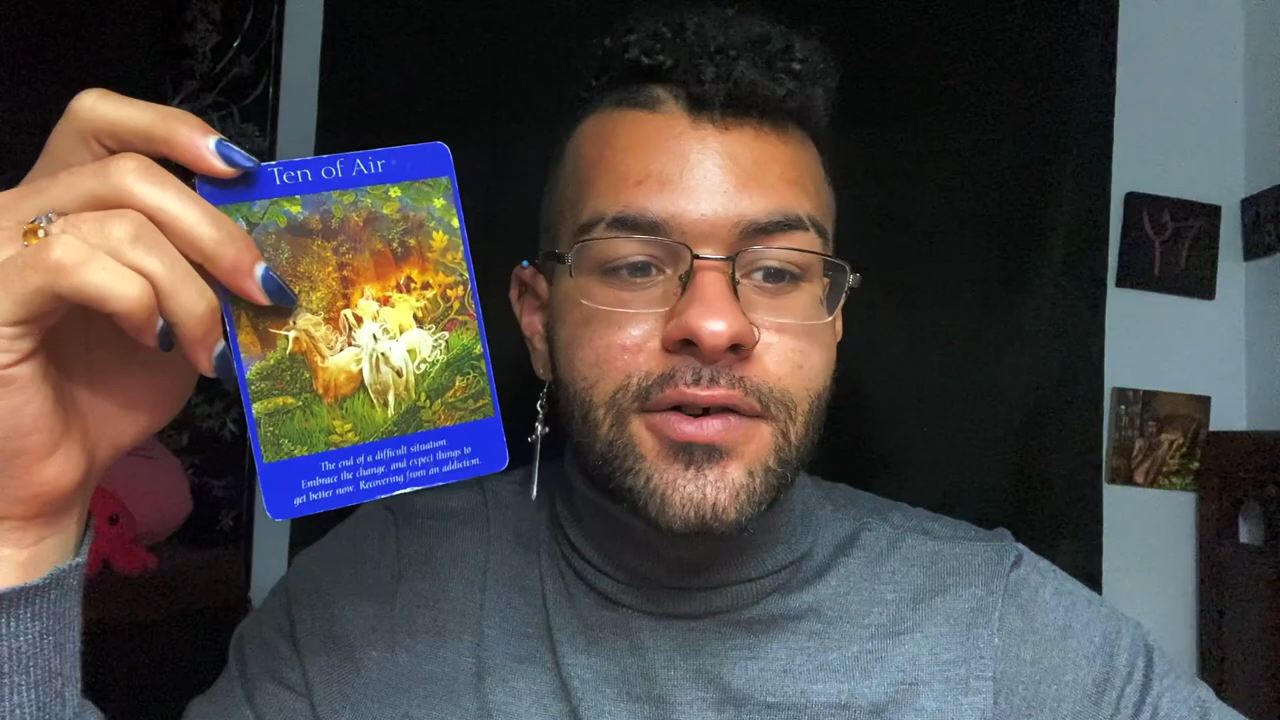 Ten of Air
The end of a difficult situation.
Embrace the change, and expect things to
get better now. Recovering from an addiction.